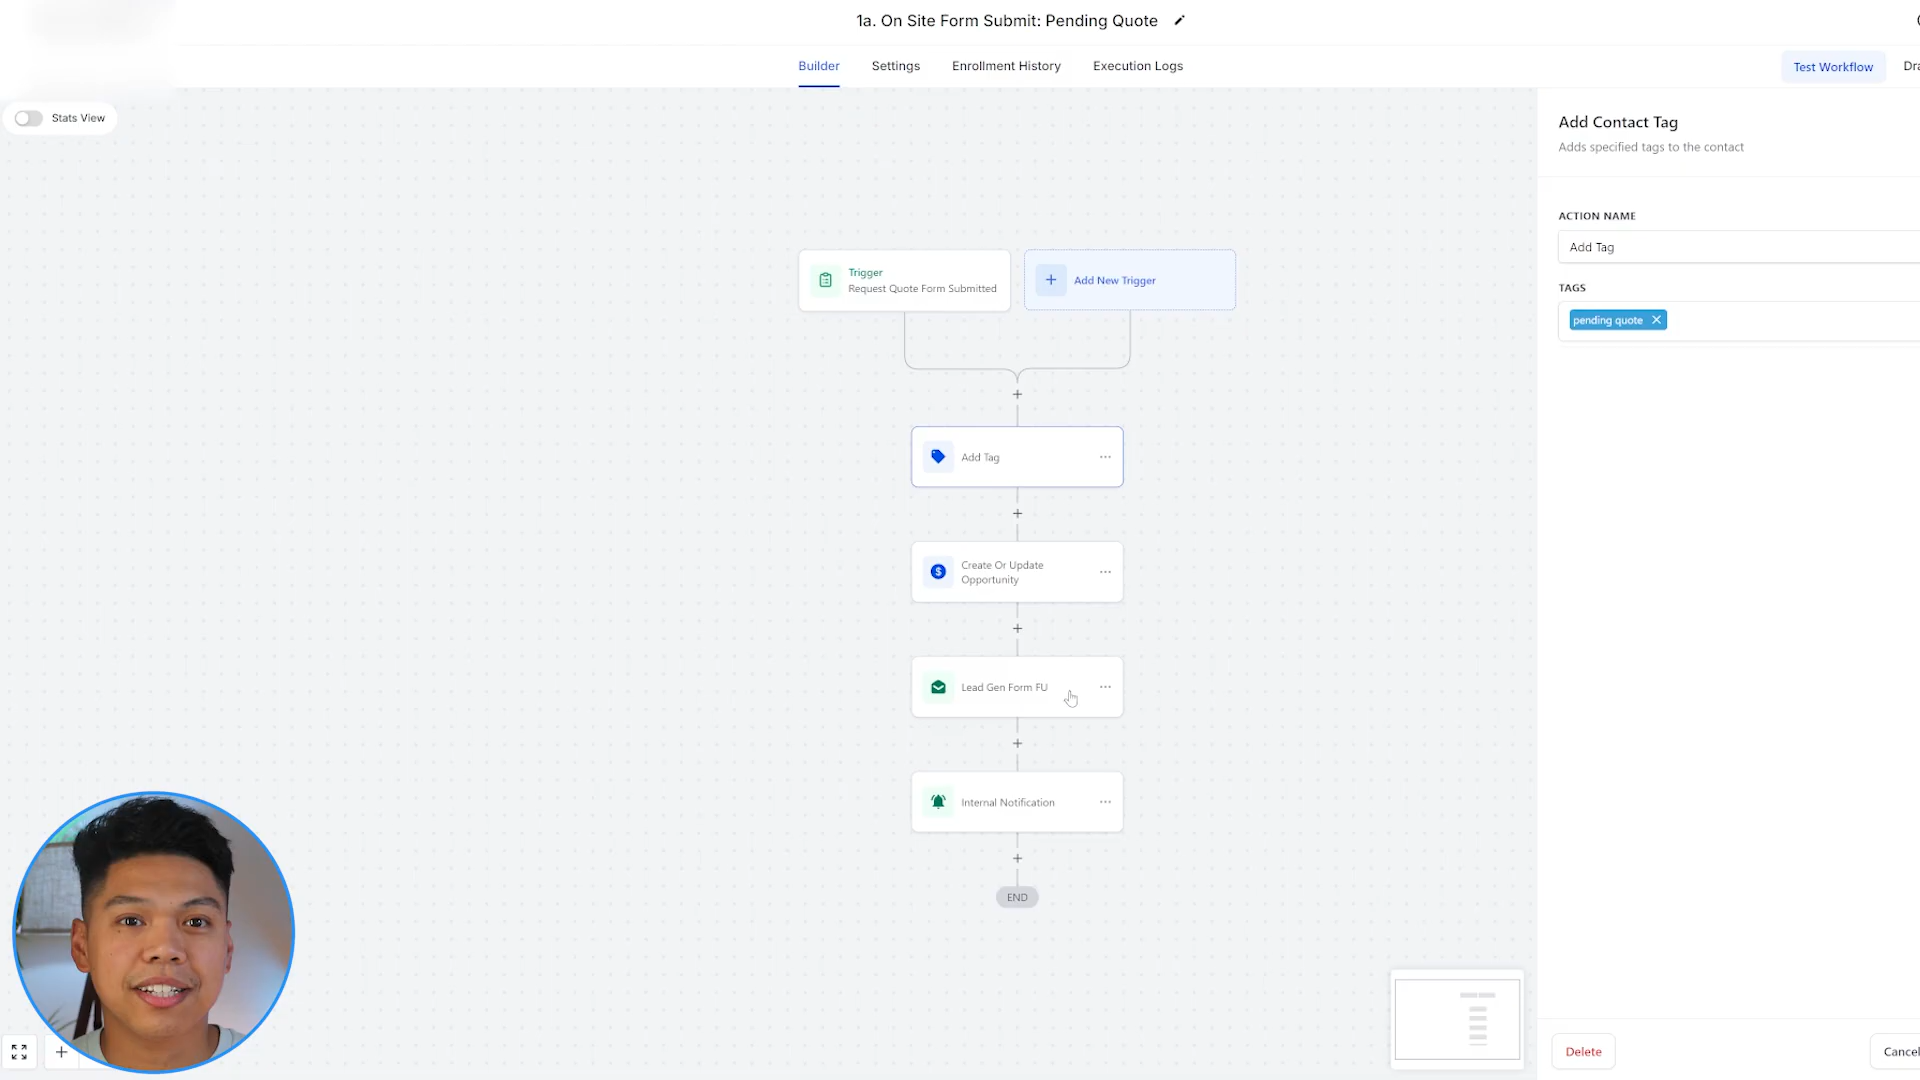 1a. On Site Form Submit: Pending Quote
Builder
Settings
Enrollment History
Execution Logs
Test Workflow
Dra
Stats View
Trigger
Request Quote Form Submitted
Add New Trigger
Add Tag
Create Or Update
Opportunity
Lead Gen Form FU
Internal Notification
END
Add Contact Tag
Adds specified tags to the contact
ACTION NAME
Add Tag
TAGS
pending quote
Delete
Cancel